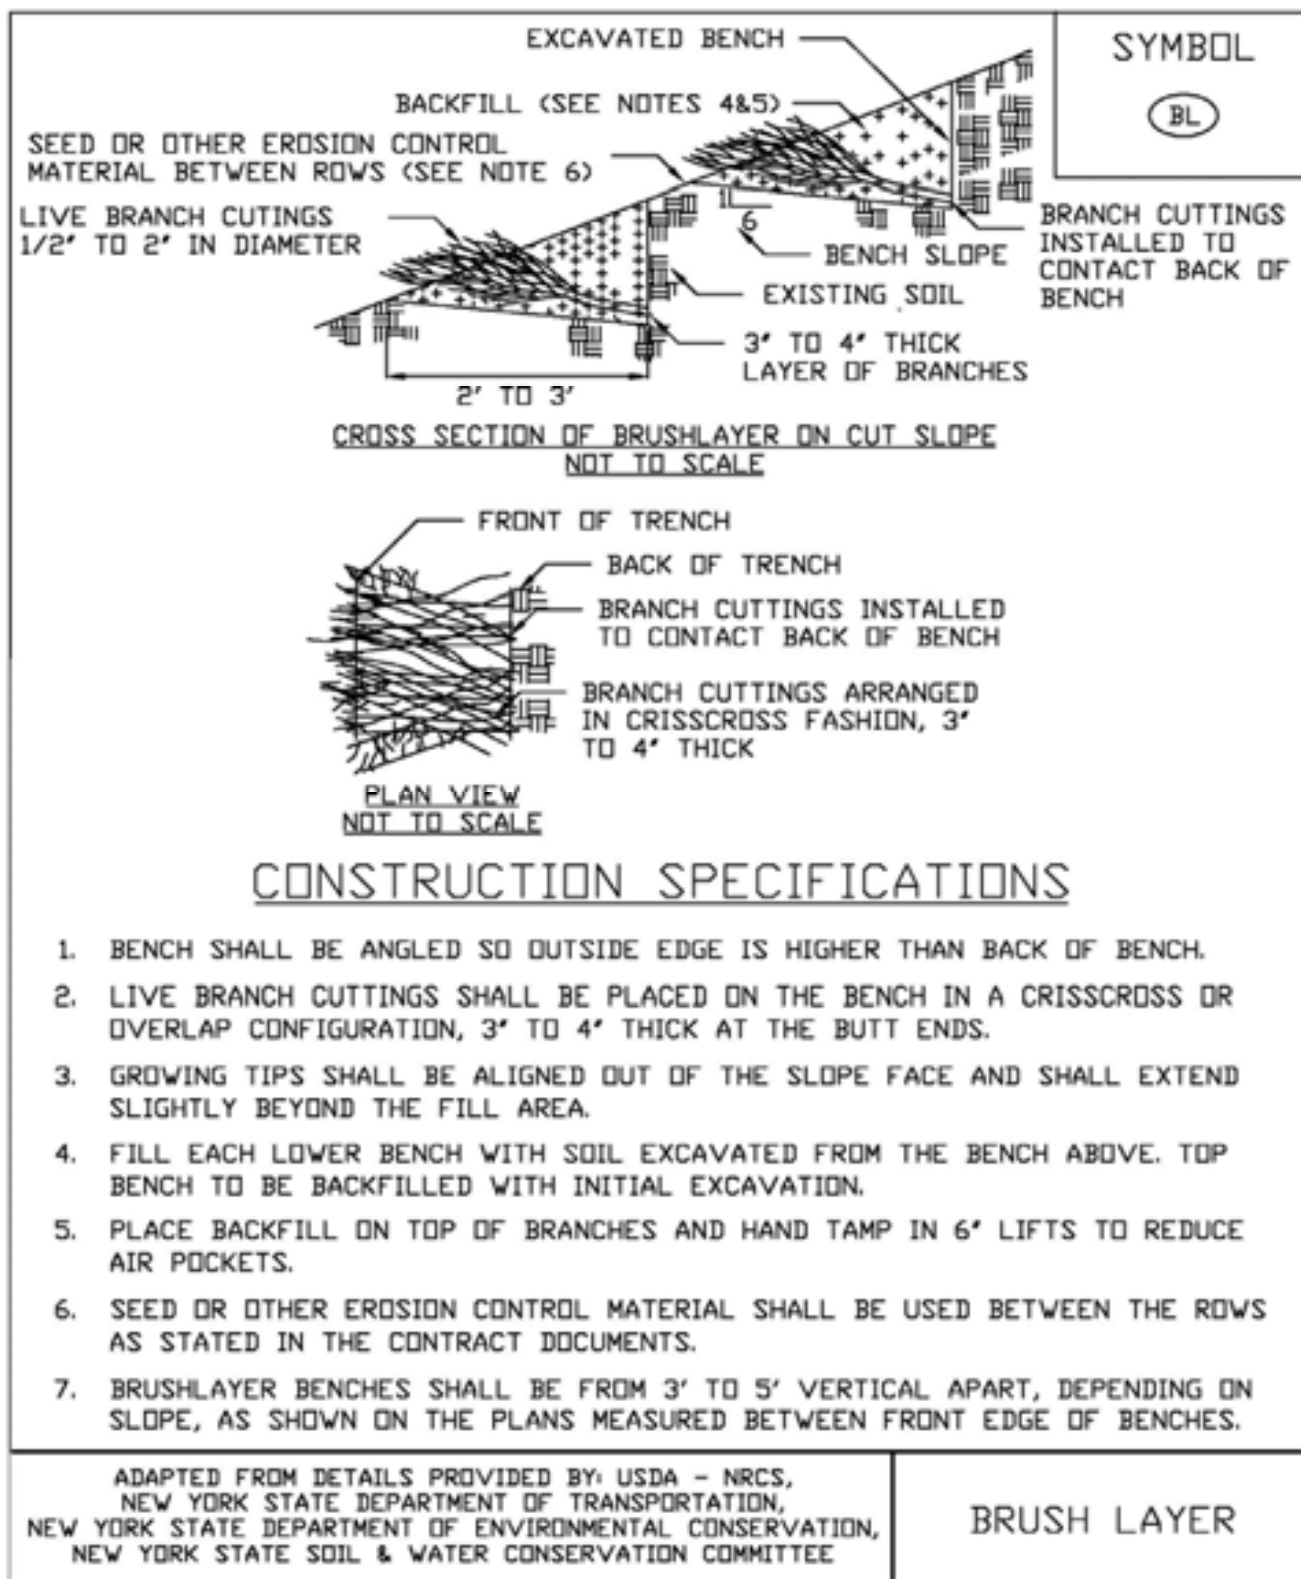 EXCAVATED BENCH
SYMBOL
BL
BACKFILL (SEE NOTES 4&5)
SEED OR OTHER EROSION CONTROL
MATERIAL BETWEEN ROWS (SEE NOTE 6)
LIVE BRANCH CUTINGS
1/2" TO 2" IN DIAMETER
1
6
BENCH SLOPE
BRANCH CUTTINGS
INSTALLED TO
CONTACT BACK OF
BENCH
EXISTING SOIL
3" TO 4" THICK
LAYER OF BRANCHES
2' TO 3'
CROSS SECTION OF BRUSHLAYER ON CUT SLOPE
NOT TO SCALE
FRONT OF TRENCH
BACK OF TRENCH
BRANCH CUTTINGS INSTALLED
TO CONTACT BACK OF BENCH
BRANCH CUTTINGS ARRANGED
IN CRISSCROSS FASHION, 3"
TO 4" THICK
PLAN VIEW
NOT TO SCALE
CONSTRUCTION SPECIFICATIONS
1. BENCH SHALL BE ANGLED SO OUTSIDE EDGE IS HIGHER THAN BACK OF BENCH.
2. LIVE BRANCH CUTTINGS SHALL BE PLACED ON THE BENCH IN A CRISSCROSS OR
OVERLAP CONFIGURATION, 3" TO 4" THICK AT THE BUTT ENDS.
3. GROWING TIPS SHALL BE ALIGNED OUT OF THE SLOPE FACE AND SHALL EXTEND
SLIGHTLY BEYOND THE FILL AREA.
4. FILL EACH LOWER BENCH WITH SOIL EXCAVATED FROM THE BENCH ABOVE. TOP
BENCH TO BE BACKFILLED WITH INITIAL EXCAVATION.
5. PLACE BACKFILL ON TOP OF BRANCHES AND HAND TAMP IN 6" LIFTS TO REDUCE
AIR POCKETS.
6. SEED OR OTHER EROSION CONTROL MATERIAL SHALL BE USED BETWEEN THE ROWS
AS STATED IN THE CONTRACT DOCUMENTS.
7. BRUSHLAYER BENCHES SHALL BE FROM 3' TO 5' VERTICAL APART, DEPENDING ON
SLOPE, AS SHOWN ON THE PLANS MEASURED BETWEEN FRONT EDGE OF BENCHES.
ADAPTED FROM DETAILS PROVIDED BY: USDA - NRCS,
NEW YORK STATE DEPARTMENT OF TRANSPORTATION,
NEW YORK STATE DEPARTMENT OF ENVIRONMENTAL CONSERVATION,
NEW YORK STATE SOIL & WATER CONSERVATION COMMITTEE
BRUSH LAYER